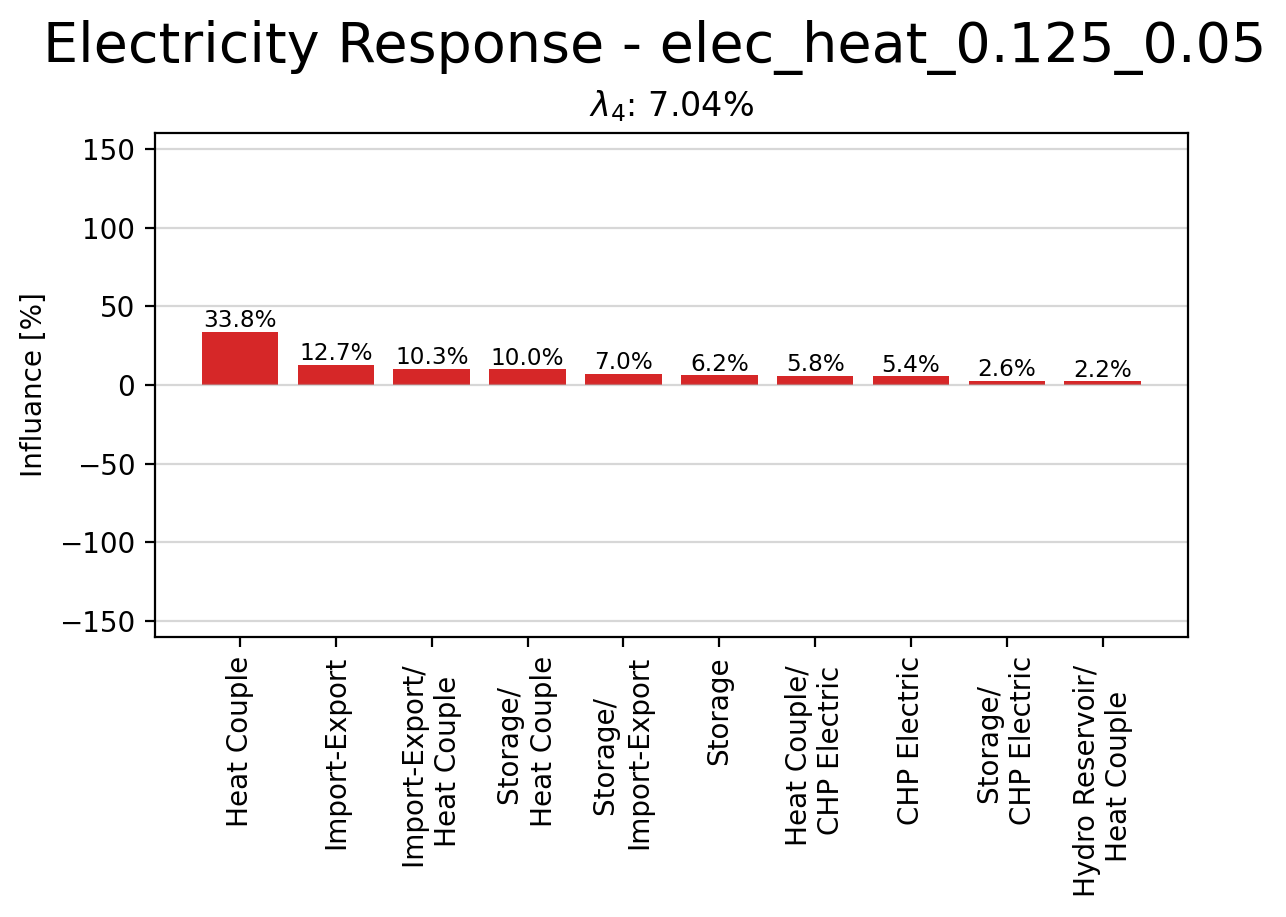 Electricity Response - elec_heat_0.125_0.05
λ4: 7.04%
Influance [%]
150
100
50
0
−50
−100
−150
33.8%
12.7%
10.3%
10.0%
7.0%
6.2%
5.8%
5.4%
2.6%
2.2%
Heat Couple
Import-Export
Import-Export/
Heat Couple
Storage/
Heat Couple
Storage/
Import-Export
Storage
Heat Couple/
CHP Electric
CHP Electric
Storage/
CHP Electric
Hydro Reservoir/
Heat Couple